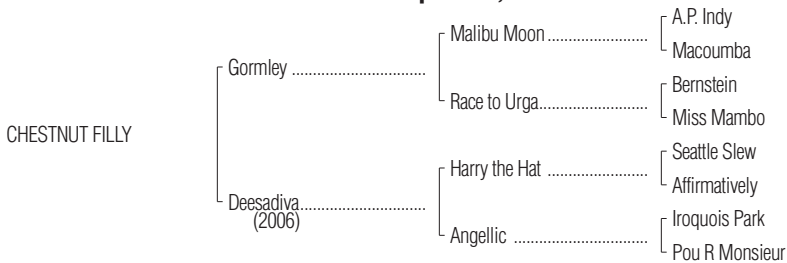 A.P. Indy
Malibu Moon ........................
Macoumba
Gormley ................................
Bernstein
Race to Urga..........................
Miss Mambo
CHESTNUT FILLY
Seattle Slew
Harry the Hat ........................
Affirmatively
Deesadiva..............................
(2006)
Iroquois Park
Angellic ................................
Pou R Monsieur